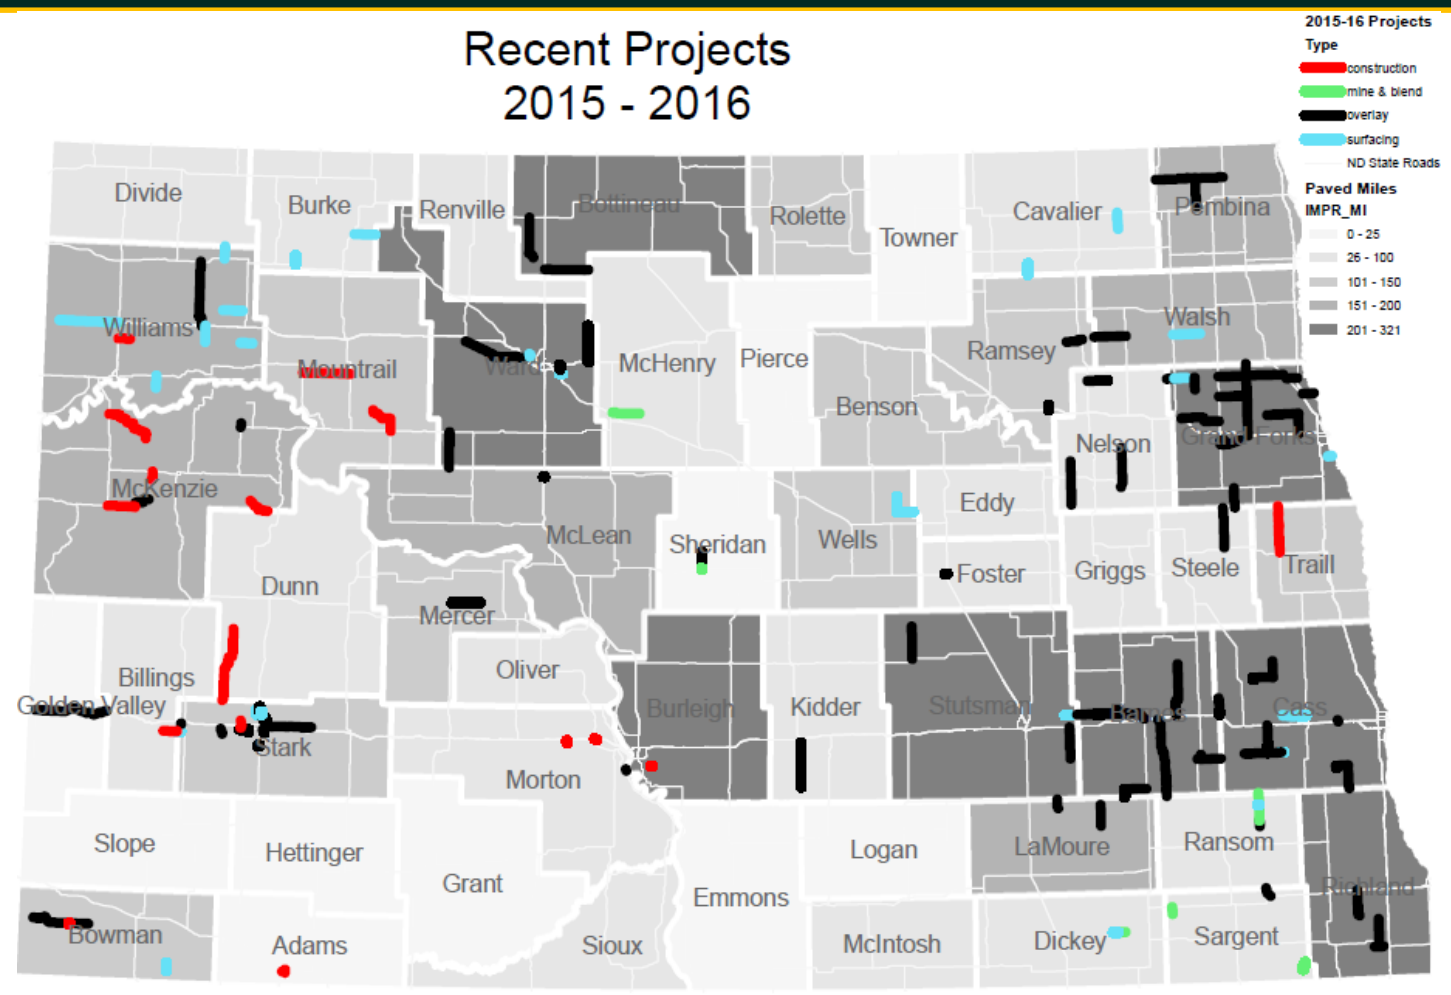 Recent Projects
2015 - 2016
2015-16 Projects
Type
construction
mine & blend
overlay
surfacing
ND State Roads
Paved Miles
IMPR_MI
0 - 25
26 - 100
101 - 150
151 - 200
201 - 321
Divide
Burke
Renville
Bottineau
Rolette
Towner
Cavalier
Pembina
Williams
Mountrail
Ward
McHenry
Pierce
Benson
Ramsey
Walsh
Nelson
Grand Forks
McKenzie
McLean
Sheridan
Wells
Eddy
Foster
Griggs
Steele
Traill
Dunn
Mercer
Oliver
Billings
Golden Valley
Stark
Morton
Burleigh
Kidder
Stutsman
Barnes
Cass
Slope
Hettinger
Grant
Emmons
Logan
LaMoure
Ransom
Richland
Bowman
Adams
Sioux
McIntosh
Dickey
Sargent